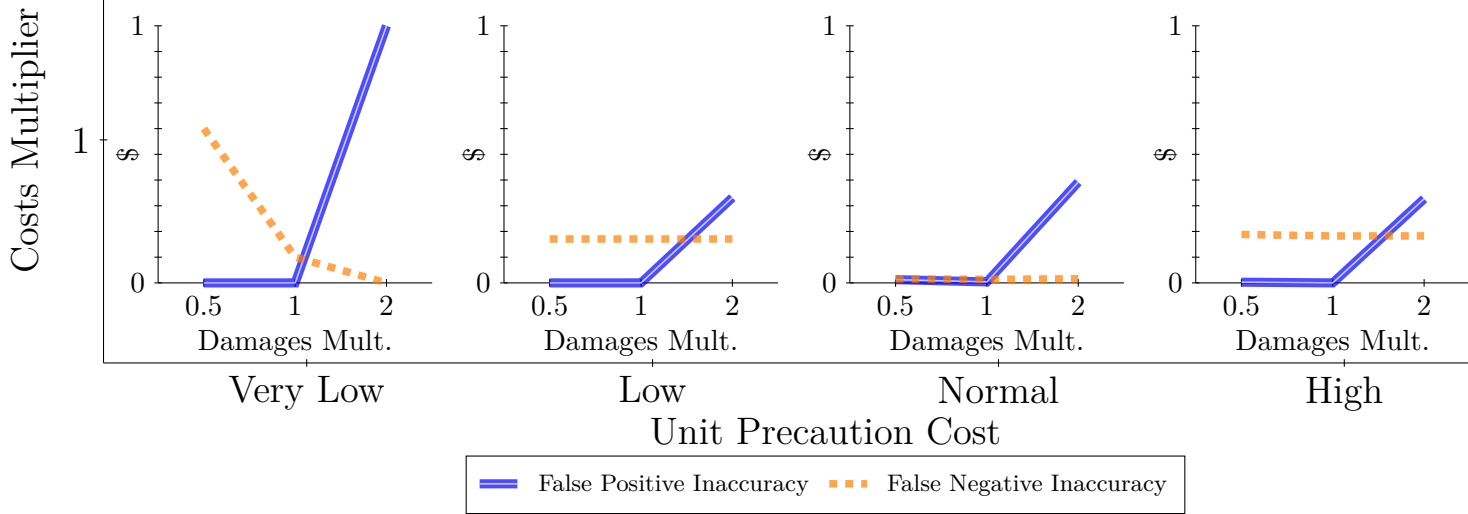 Costs Multiplier
1
1
$
0
0.5 1 2
Damages Mult.
1
$
0
0.5 1 2
Damages Mult.
1
$
0
0.5 1 2
Damages Mult.
1
$
0
0.5 1 2
Damages Mult.
Very Low Low Normal High
Unit Precaution Cost
False Positive Inaccuracy False Negative Inaccuracy